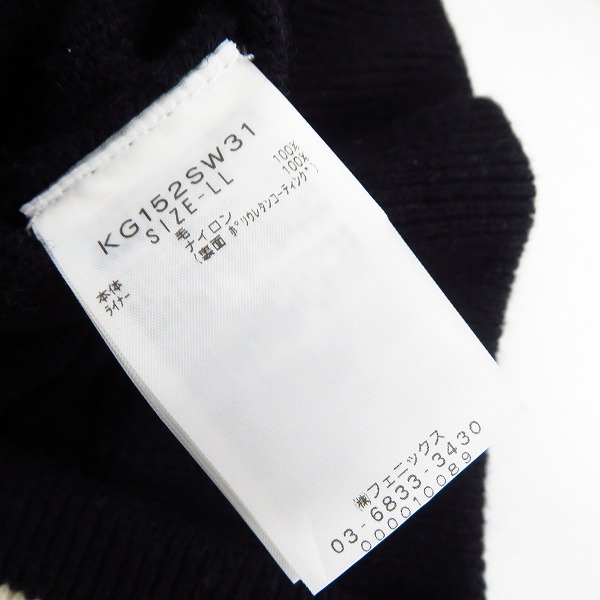 KG152SW31
SIZE-LL
本体 毛 100%
ライナー ナイロン 100%
(裏面 ポリウレタンコーティング)
㈱フェニックス
03-6833-3430
000010089